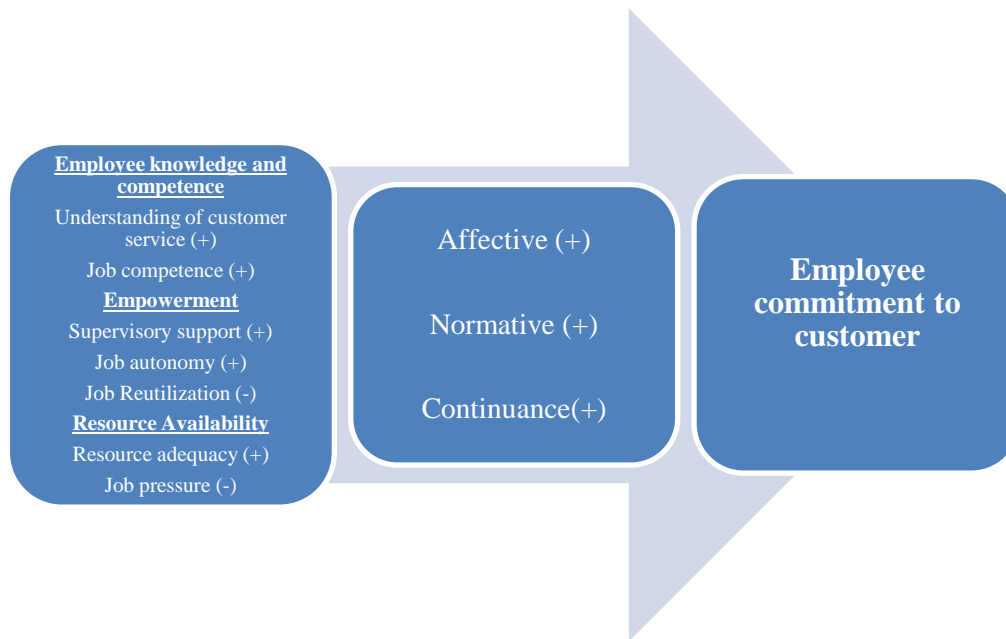 Employee knowledge and
competence
Understanding of customer
service (+)
Job competence (+)
Empowerment
Supervisory support (+)
Job autonomy (+)
Job Reutilization (-)
Resource Availability
Resource adequacy (+)
Job pressure (-)
Affective (+)
Normative (+)
Continuance(+)
Employee
commitment to
customer